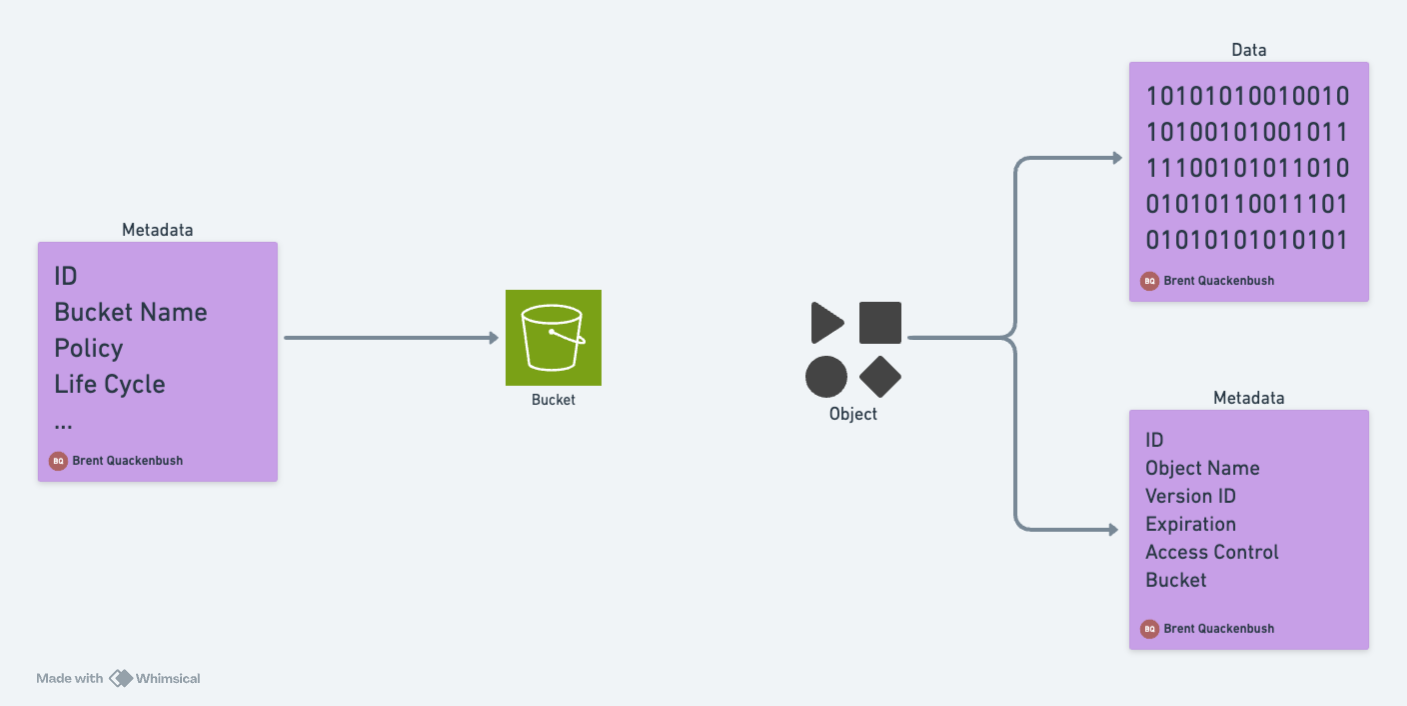 Metadata
ID
Bucket Name
Policy
Life Cycle
...
BQ Brent Quackenbush
Bucket
Object
Data
10101010010010
10100101001011
11100101011010
01010110011101
01010101010101
BQ Brent Quackenbush
Metadata
ID
Object Name
Version ID
Expiration
Access Control
Bucket
BQ Brent Quackenbush
Made with Whimsical